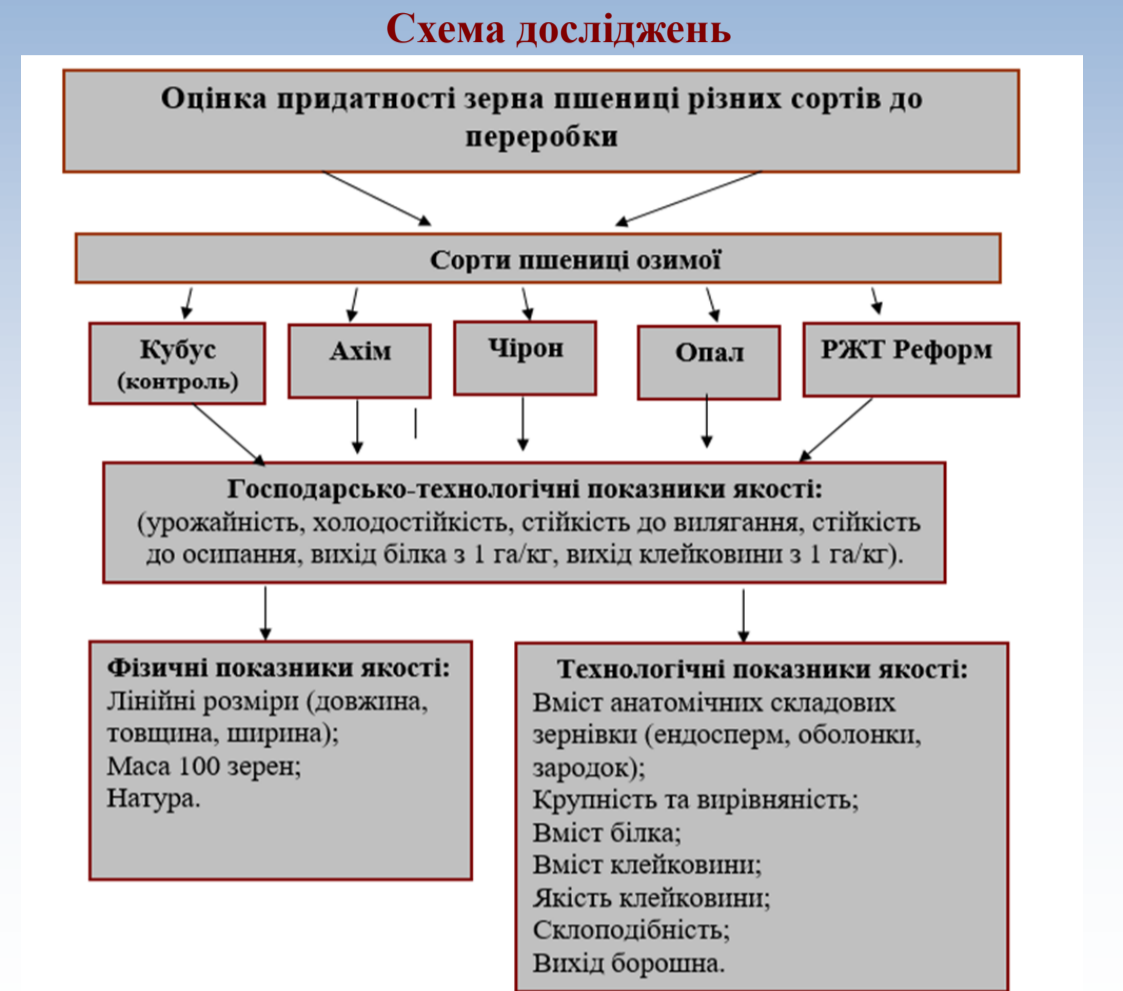 Схема досліджень
Оцінка придатності зерна пшениці різних сортів до
переробки
Сорти пшениці озимої
Кубус
(контроль)
Ахім
Чірон
Опал
РЖТ Реформ
Господарсько-технологічні показники якості:
(урожайність, холодостійкість, стійкість до вилягання, стійкість
до осипання, вихід білка з 1 га/кг, вихід клейковини з 1 га/кг).
Фізичні показники якості:
Лінійні розміри (довжина,
товщина, ширина);
Маса 100 зерен;
Натура.
Технологічні показники якості:
Вміст анатомічних складових
зернівки (ендосперм, оболонки,
зародок);
Крупність та вирівняність;
Вміст білка;
Вміст клейковини;
Якість клейковини;
Склоподібність;
Вихід борошна.